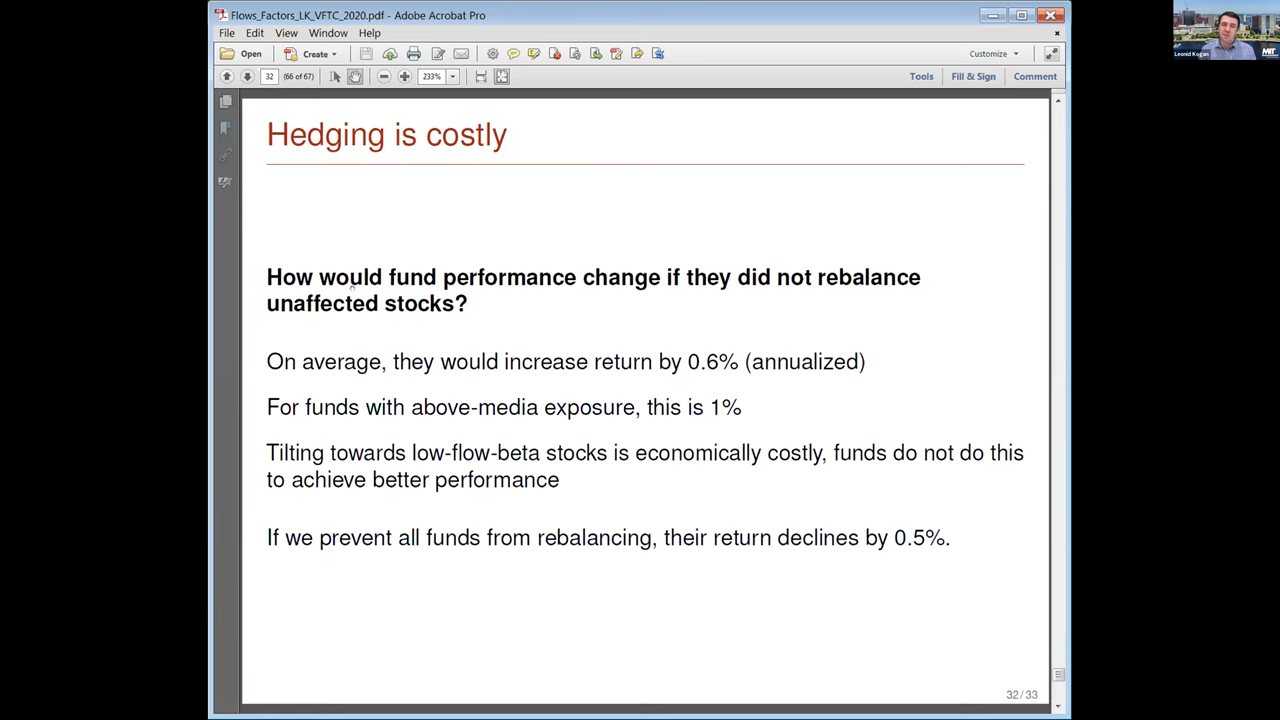 Flows_Factors_LK_VFTC_2020.pdf - Adobe Acrobat Pro
File Edit View Window Help
Open Create Customize
32 (66 of 67) 233% Tools Fill & Sign Comment
Hedging is costly
How would fund performance change if they did not rebalance
unaffected stocks?
On average, they would increase return by 0.6% (annualized)
For funds with above-media exposure, this is 1%
Tilting towards low-flow-beta stocks is economically costly, funds do not do this
to achieve better performance
If we prevent all funds from rebalancing, their return declines by 0.5%.
32/33
Leonid Kogan
MIT